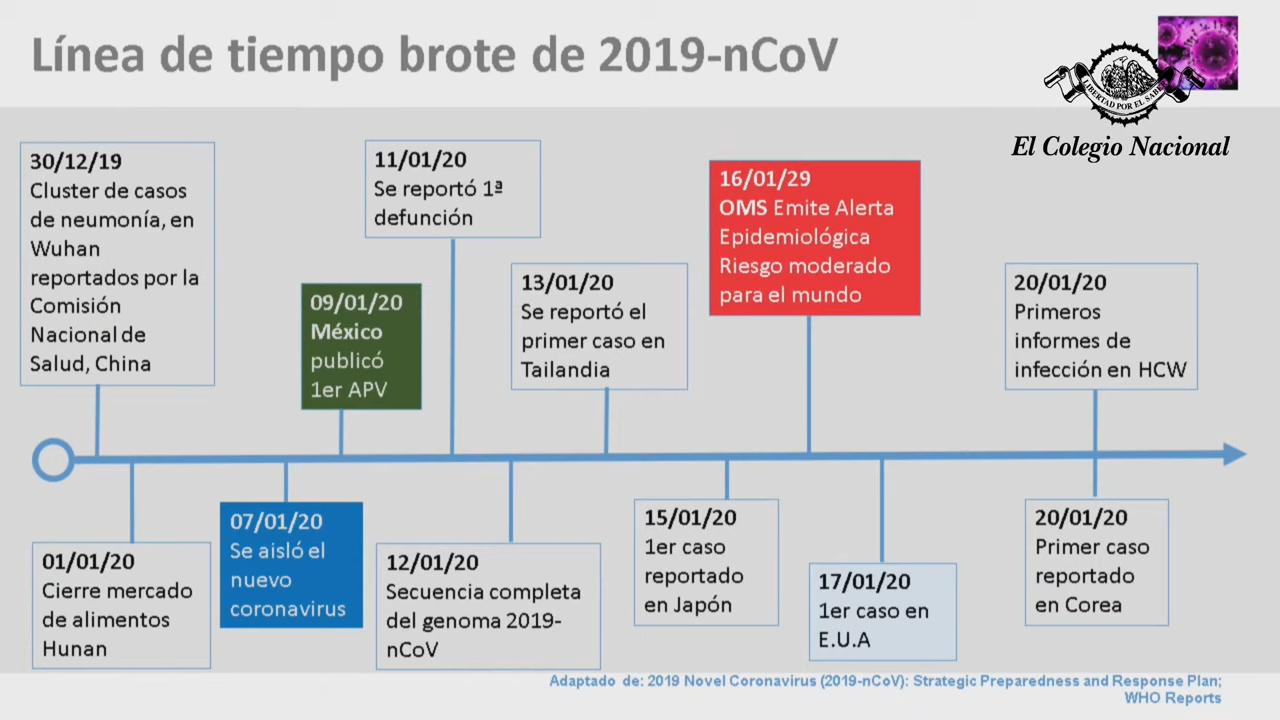 Línea de tiempo brote de 2019-nCoV
LIBERTAD POR EL SABER
El Colegio Nacional
30/12/19
Cluster de casos
de neumonía, en
Wuhan
reportados por la
Comisión
Nacional de
Salud, China
09/01/20
México
publicó
1er APV
11/01/20
Se reportó 1ª
defunción
13/01/20
Se reportó el
primer caso en
Tailandia
16/01/29
OMS Emite Alerta
Epidemiológica
Riesgo moderado
para el mundo
20/01/20
Primeros
informes de
infección en HCW
01/01/20
Cierre mercado
de alimentos
Hunan
07/01/20
Se aisló el
nuevo
coronavirus
12/01/20
Secuencia completa
del genoma 2019-
nCoV
15/01/20
1er caso
reportado
en Japón
17/01/20
1er caso en
E.U.A
20/01/20
Primer caso
reportado
en Corea
Adaptado de: 2019 Novel Coronavirus (2019-nCoV): Strategic Preparedness and Response Plan;
WHO Reports